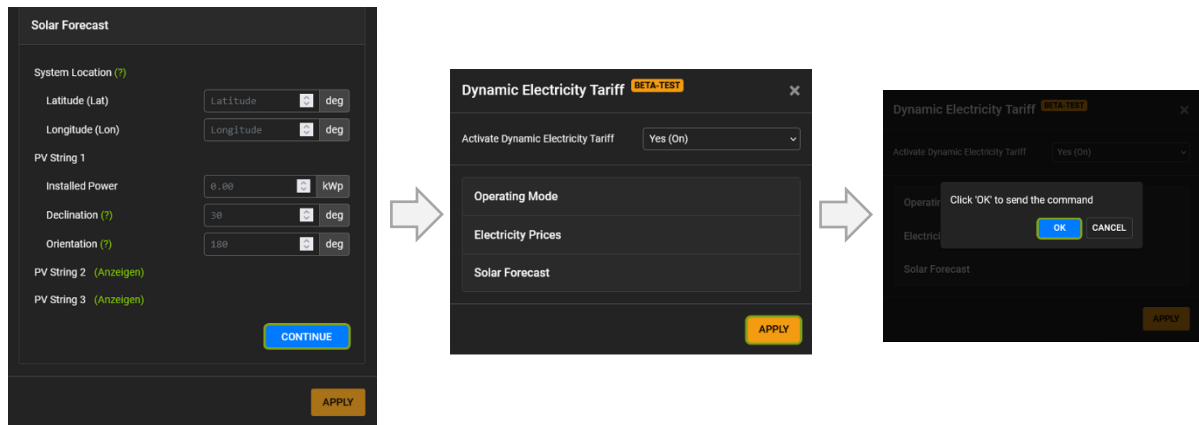 Solar Forecast
System Location (?)
Latitude (Lat) Latitude deg
Longitude (Lon) Longitude deg
PV String 1
Installed Power 0.00 kWp
Declination (?) 30 deg
Orientation (?) 180 deg
PV String 2 (Anzeigen)
PV String 3 (Anzeigen)
CONTINUE
APPLY
Dynamic Electricity Tariff BETA-TEST ×
Activate Dynamic Electricity Tariff Yes (On)
Operating Mode
Electricity Prices
Solar Forecast
APPLY
Dynamic Electricity Tariff BETA-TEST ×
Activate Dynamic Electricity Tariff Yes (On)
Operatin
Click 'OK' to send the command
OK CANCEL
Electrici
Solar Forecast
APPLY